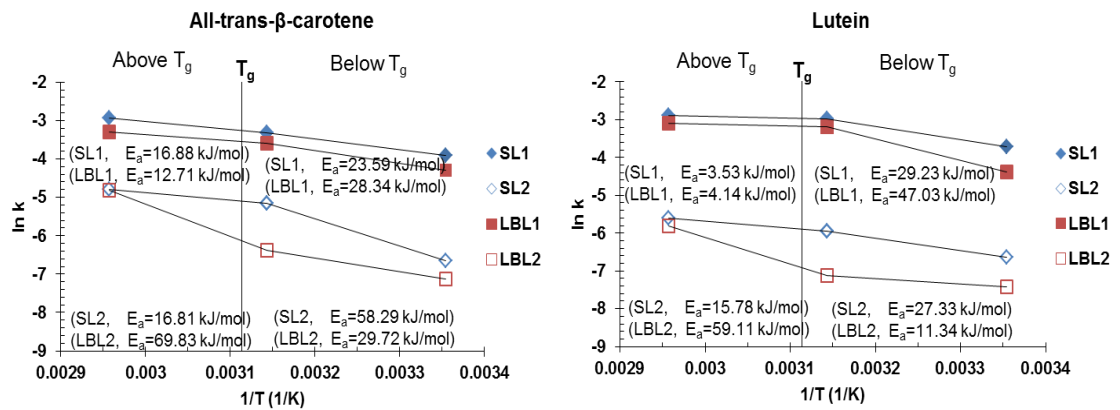 All-trans-β-carotene
Above Tg
Tg
Below Tg
-2
-3
-4
-5
-6
-7
-8
-9
ln k
(SL1, Ea=16.88 kJ/mol)
(LBL1, Ea=12.71 kJ/mol)
(SL1, Ea=23.59 kJ/mol)
(LBL1, Ea=28.34 kJ/mol)
(SL2, Ea=16.81 kJ/mol)
(LBL2, Ea=69.83 kJ/mol)
(SL2, Ea=58.29 kJ/mol)
(LBL2, Ea=29.72 kJ/mol)
0.0029 0.003 0.0031 0.0032 0.0033 0.0034
1/T (1/K)
SL1
SL2
LBL1
LBL2
Lutein
Above Tg
Tg
Below Tg
-2
-3
-4
-5
-6
-7
-8
-9
ln k
(SL1, Ea=3.53 kJ/mol)
(LBL1, Ea=4.14 kJ/mol)
(SL1, Ea=29.23 kJ/mol)
(LBL1, Ea=47.03 kJ/mol)
(SL2, Ea=15.78 kJ/mol)
(LBL2, Ea=59.11 kJ/mol)
(SL2, Ea=27.33 kJ/mol)
(LBL2, Ea=11.34 kJ/mol)
0.0029 0.003 0.0031 0.0032 0.0033 0.0034
1/T (1/K)
SL1
SL2
LBL1
LBL2